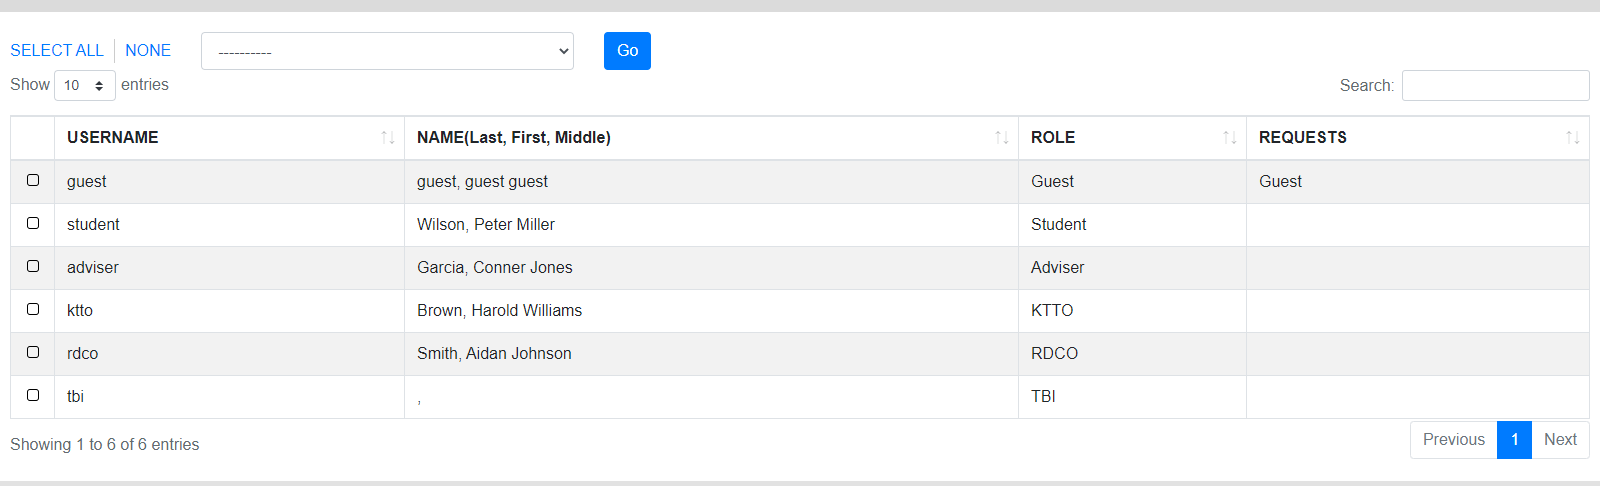 SELECT ALL NONE ---------- Go
Show 10 entries Search:
USERNAME NAME(Last, First, Middle) ROLE REQUESTS
guest guest, guest guest Guest Guest
student Wilson, Peter Miller Student
adviser Garcia, Conner Jones Adviser
ktto Brown, Harold Williams KTTO
rdco Smith, Aidan Johnson RDCO
tbi , TBI
Showing 1 to 6 of 6 entries Previous 1 Next